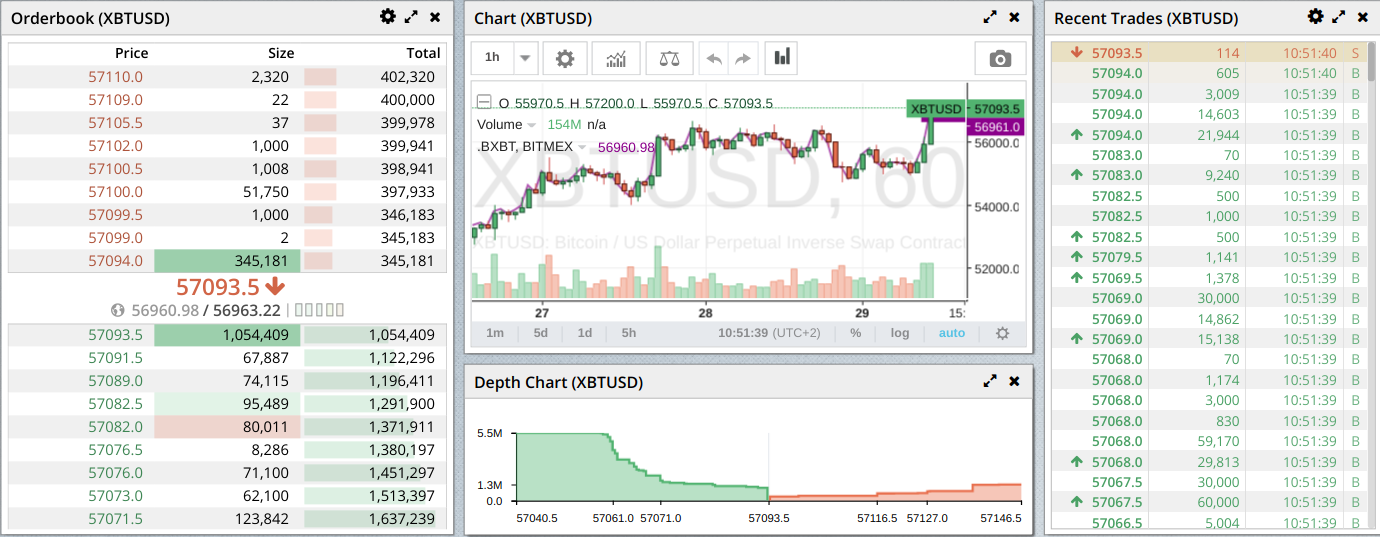 Orderbook (XBTUSD)
Price Size Total
57110.0 2,320 402,320
57109.0 22 400,000
57105.5 37 399,978
57102.0 1,000 399,941
57100.5 1,008 398,941
57100.0 51,750 397,933
57099.5 1,000 346,183
57099.0 2 345,183
57094.0 345,181 345,181
57093.5
56960.98 / 56963.22
57093.5 1,054,409 1,054,409
57091.5 67,887 1,122,296
57089.0 74,115 1,196,411
57082.5 95,489 1,291,900
57082.0 80,011 1,371,911
57076.5 8,286 1,380,197
57076.0 71,100 1,451,297
57073.0 62,100 1,513,397
57071.5 123,842 1,637,239
Chart (XBTUSD)
1h
O 55970.5 H 57200.0 L 55970.5 C 57093.5
Volume 154M n/a
.BXBT, BITMEX 56960.98
XBTUSD 57093.5
56961.0
56000.0
54000.0
52000.0
XBTUSD, 60
XBTUSD: Bitcoin / US Dollar Perpetual Inverse Swap Contract
27 28 29 15:
1m 5d 1d 5h 10:51:39 (UTC+2) % log auto
Depth Chart (XBTUSD)
5.5M
1.3M
0.0
57040.5 57061.0 57071.0 57093.5 57116.5 57127.0 57146.5
Recent Trades (XBTUSD)
57093.5 114 10:51:40 S
57094.0 605 10:51:40 B
57094.0 3,009 10:51:39 B
57094.0 14,603 10:51:39 B
57094.0 21,944 10:51:39 B
57083.0 70 10:51:39 B
57083.0 9,240 10:51:39 B
57082.5 500 10:51:39 B
57082.5 1,000 10:51:39 B
57082.5 500 10:51:39 B
57079.5 1,141 10:51:39 B
57069.5 1,378 10:51:39 B
57069.0 30,000 10:51:39 B
57069.0 14,862 10:51:39 B
57069.0 15,138 10:51:39 B
57068.0 70 10:51:39 B
57068.0 1,174 10:51:39 B
57068.0 3,000 10:51:39 B
57068.0 830 10:51:39 B
57068.0 59,170 10:51:39 B
57068.0 29,813 10:51:39 B
57067.5 30,000 10:51:39 B
57067.5 60,000 10:51:39 B
57066.5 5,004 10:51:39 B